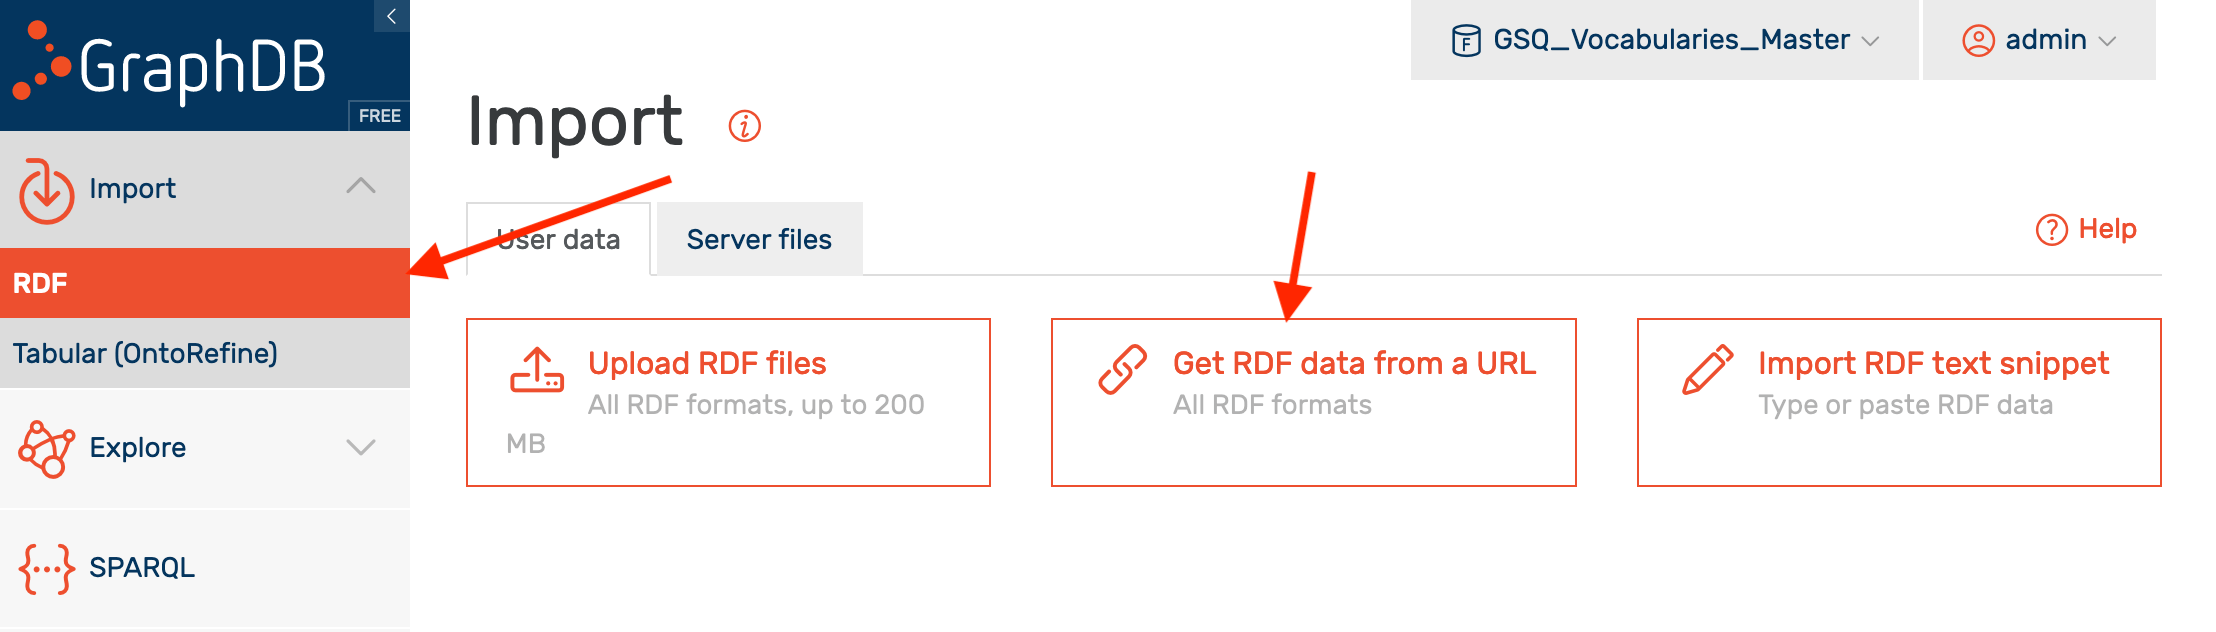 GraphDB
FREE
Import
RDF
Tabular (OntoRefine)
Explore
SPARQL
GSQ_Vocabularies_Master
admin
Import
User data
Server files
Help
Upload RDF files
All RDF formats, up to 200
MB
Get RDF data from a URL
All RDF formats
Import RDF text snippet
Type or paste RDF data